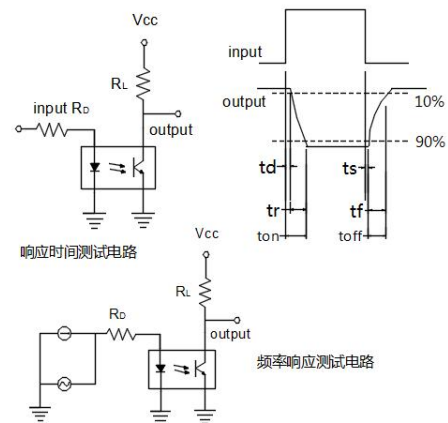 Vcc
RL
input RD
output
响应时间测试电路
input
output
10%
90%
td
ts
tr
tf
ton
toff
Vcc
RL
RD
output
频率响应测试电路